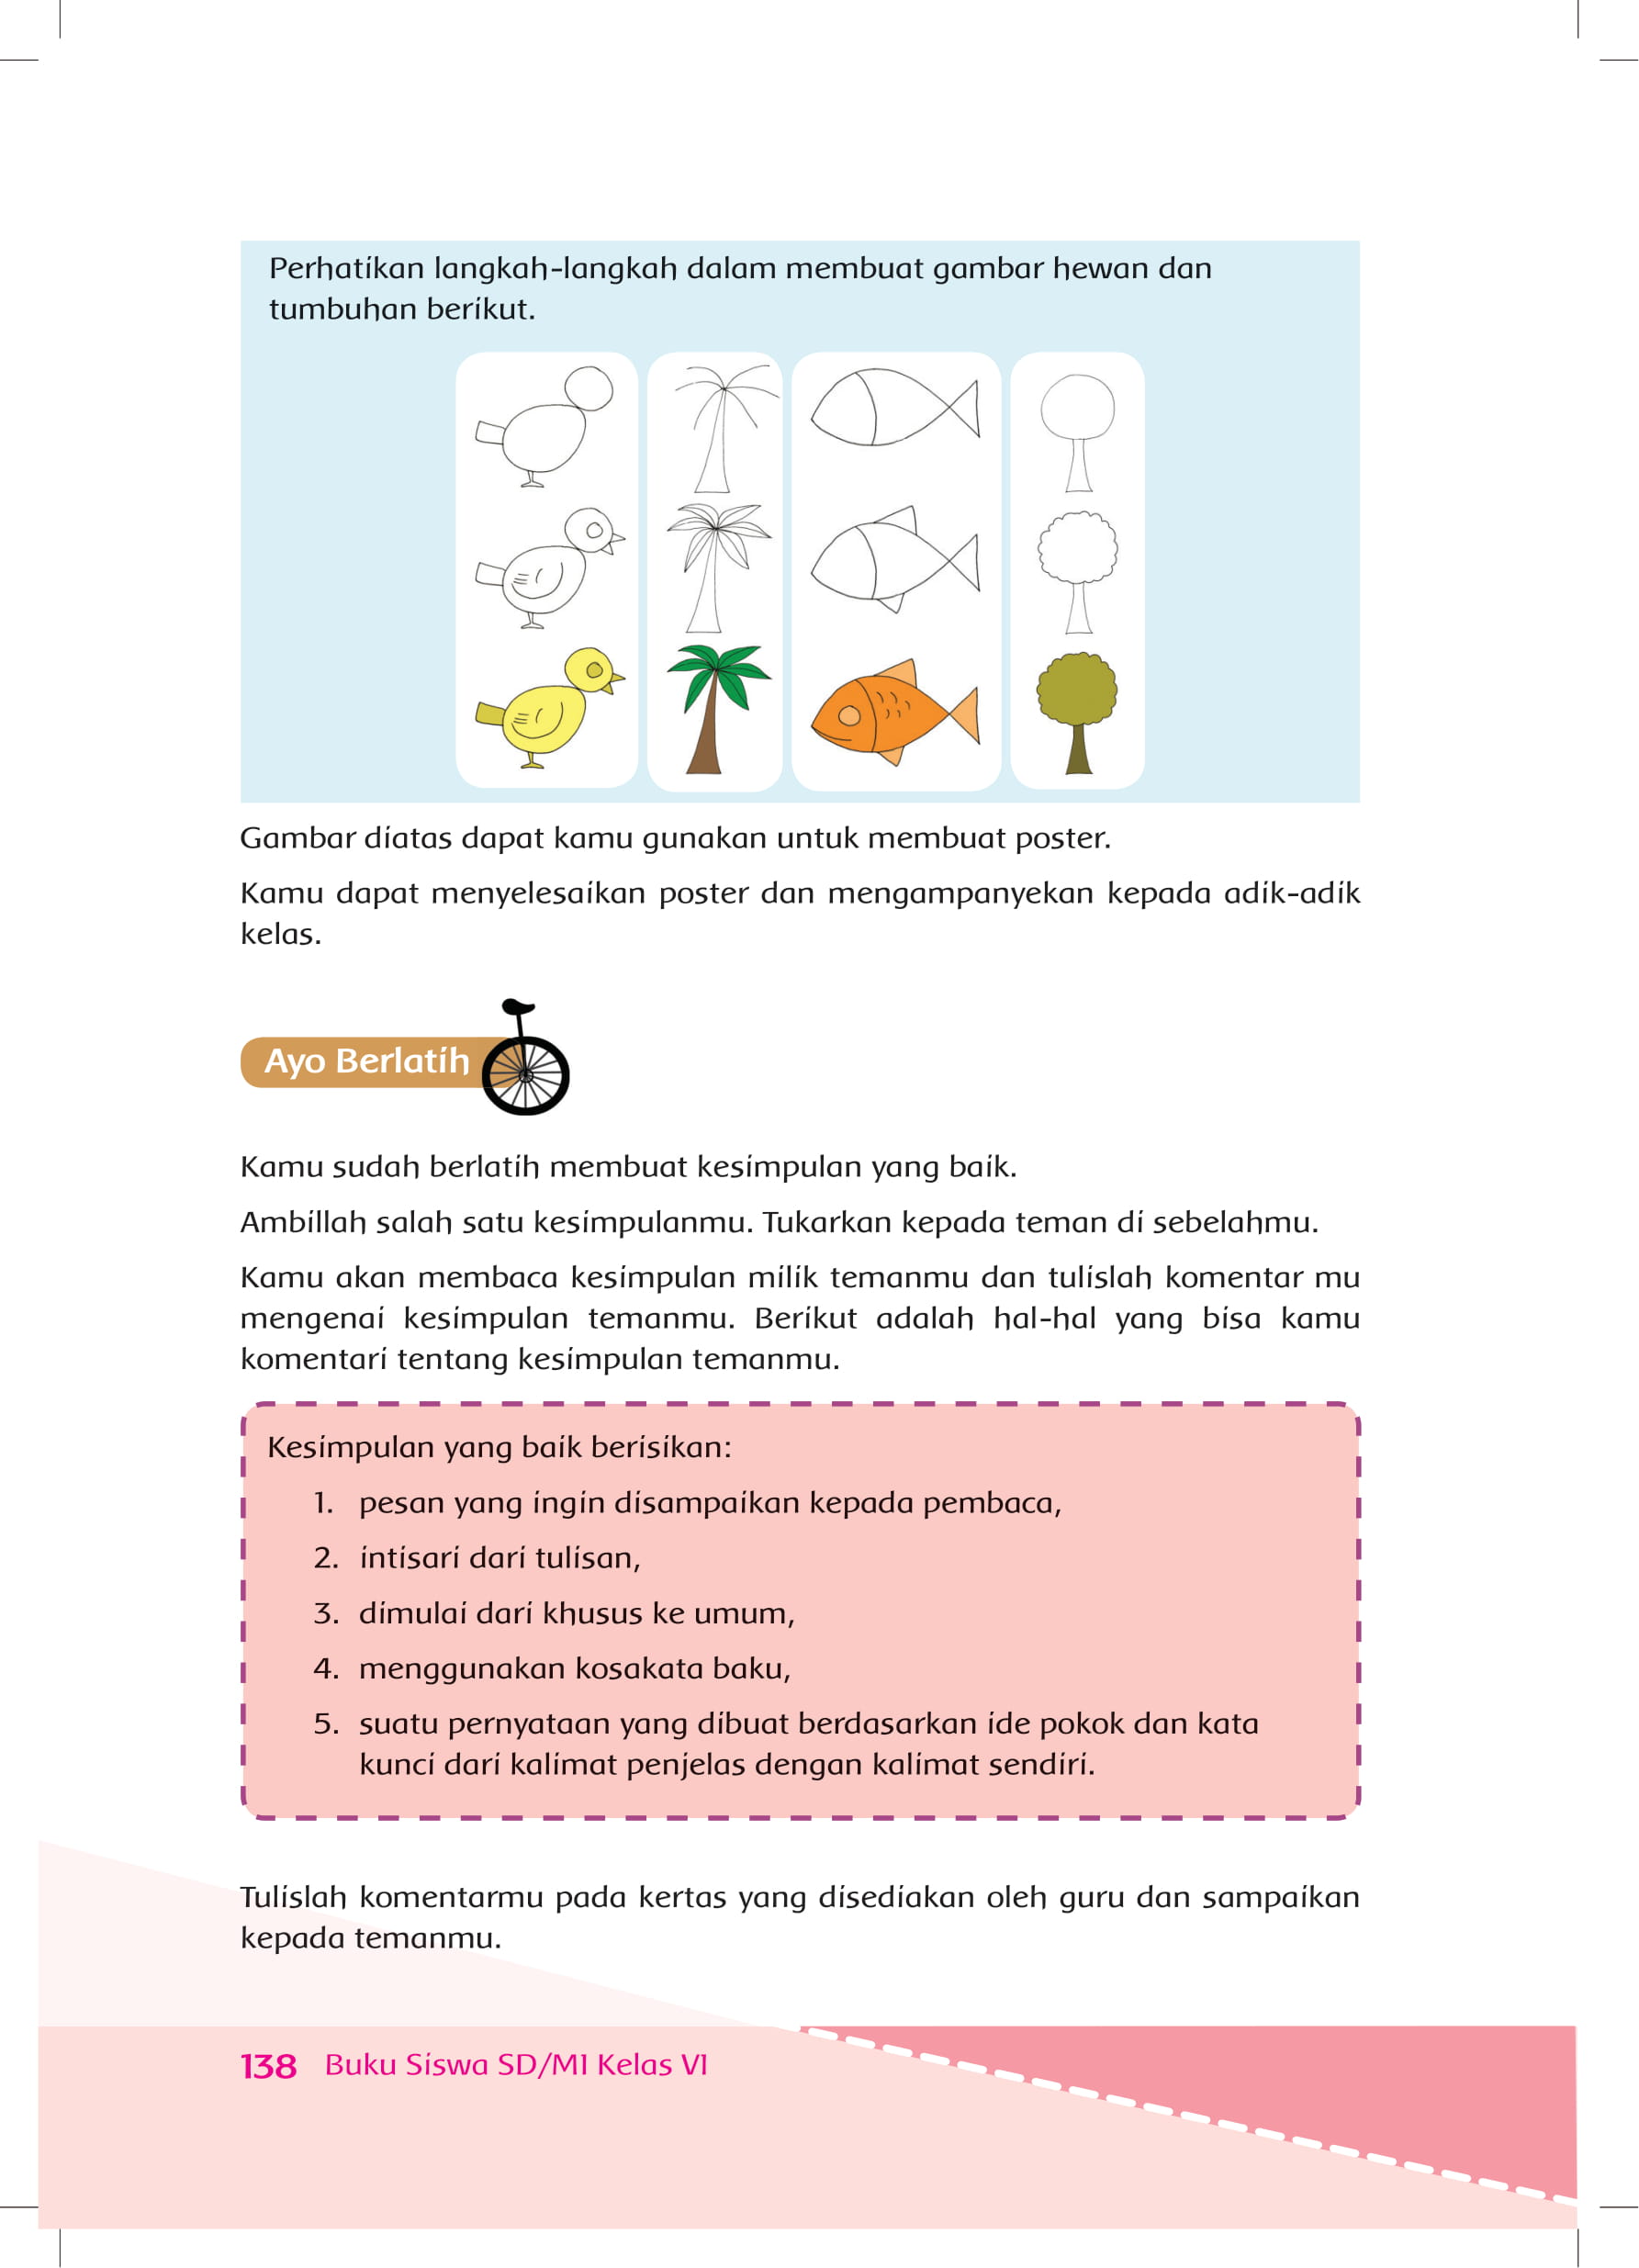 Perhatikan langkah-langkah dalam membuat gambar hewan dan
tumbuhan berikut.
Gambar diatas dapat kamu gunakan untuk membuat poster.
Kamu dapat menyelesaikan poster dan mengampanyekan kepada adik-adik
kelas.
Ayo Berlatih
Kamu sudah berlatih membuat kesimpulan yang baik.
Ambillah salah satu kesimpulanmu. Tukarkan kepada teman di sebelahmu.
Kamu akan membaca kesimpulan milik temanmu dan tulislah komentar mu
mengenai kesimpulan temanmu. Berikut adalah hal-hal yang bisa kamu
komentari tentang kesimpulan temanmu.
Kesimpulan yang baik berisikan:
1. pesan yang ingin disampaikan kepada pembaca,
2. intisari dari tulisan,
3. dimulai dari khusus ke umum,
4. menggunakan kosakata baku,
5. suatu pernyataan yang dibuat berdasarkan ide pokok dan kata
kunci dari kalimat penjelas dengan kalimat sendiri.
Tulislah komentarmu pada kertas yang disediakan oleh guru dan sampaikan
kepada temanmu.
138 Buku Siswa SD/MI Kelas VI